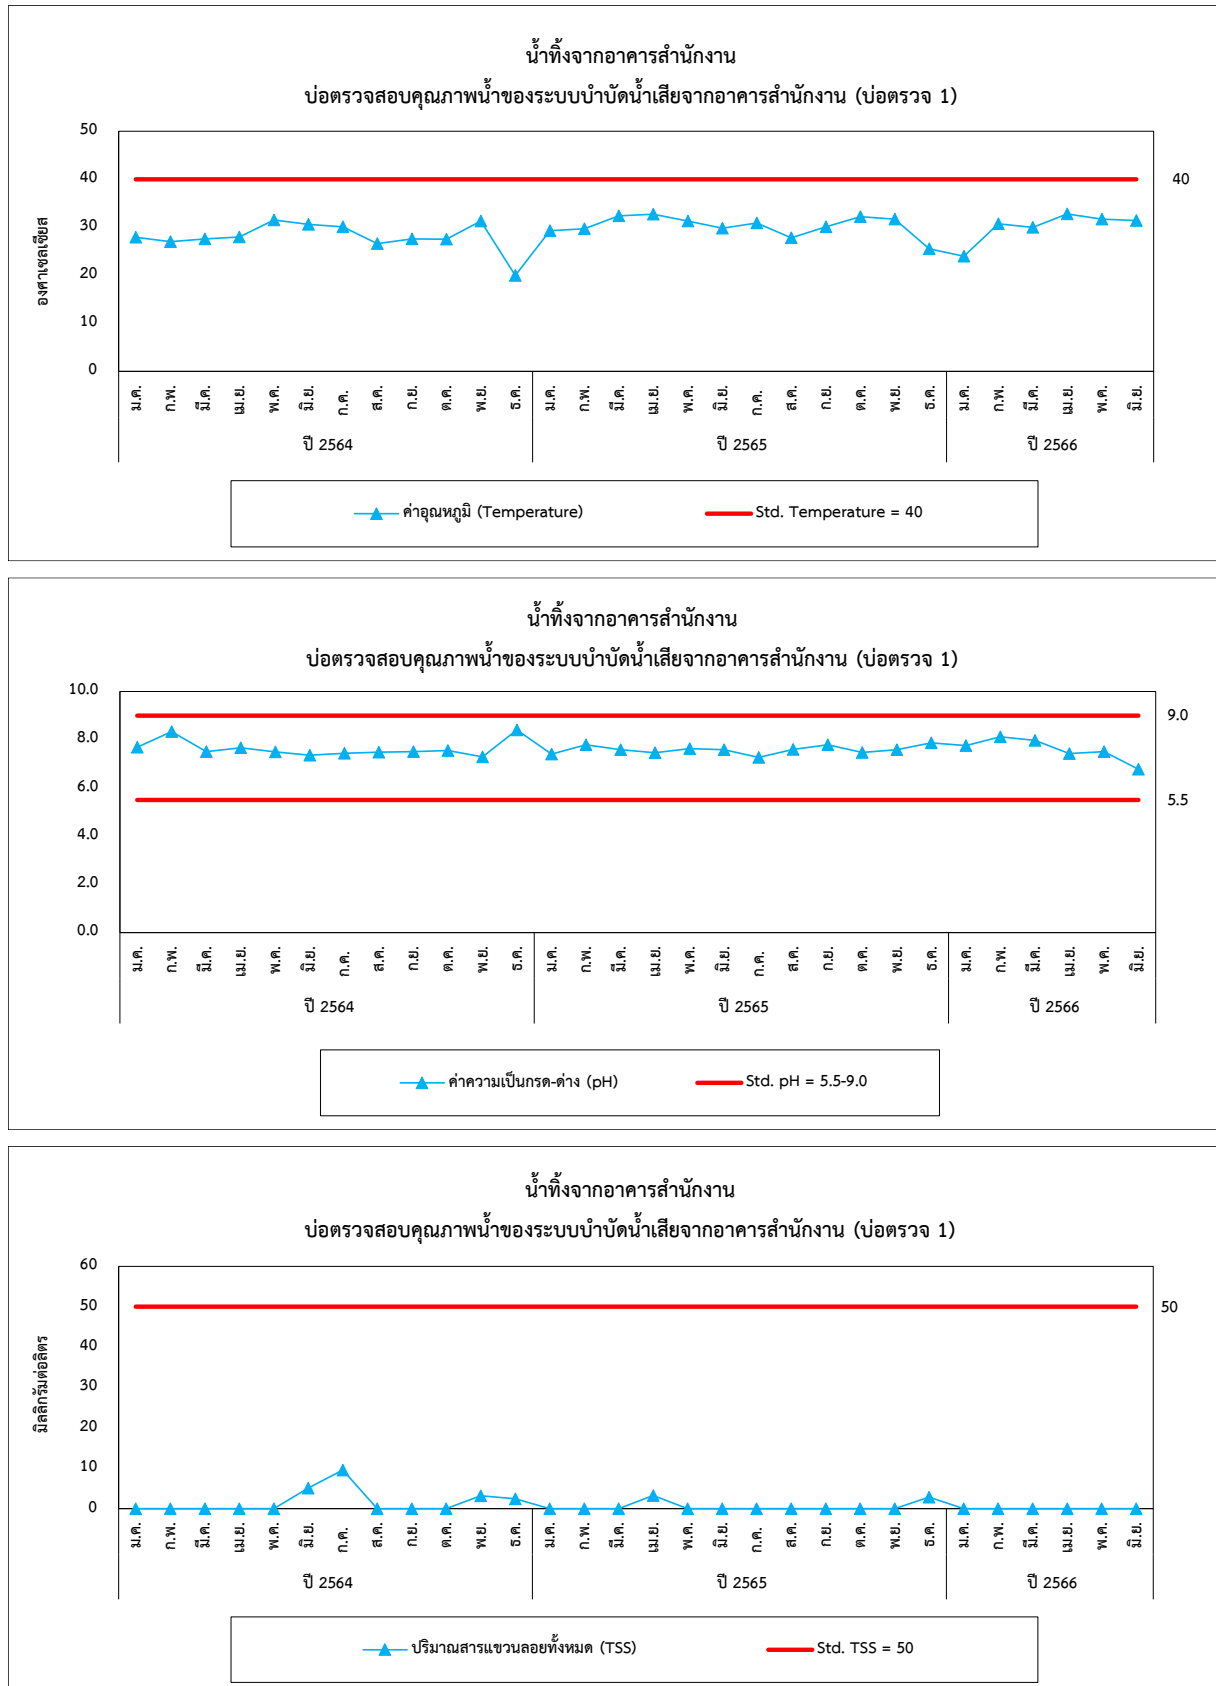 น้ำทิ้งจากอาคารสำนักงาน
บ่อตรวจสอบคุณภาพน้ำของระบบบำบัดน้ำเสียจากอาคารสำนักงาน (บ่อตรวจ 1)
50
40
30
20
10
0
องศาเซลเซียส
40
ม.ค. ก.พ. มี.ค. เม.ย. พ.ค. มิ.ย. ก.ค. ส.ค. ก.ย. ต.ค. พ.ย. ธ.ค. ม.ค. ก.พ. มี.ค. เม.ย. พ.ค. มิ.ย. ก.ค. ส.ค. ก.ย. ต.ค. พ.ย. ธ.ค. ม.ค. ก.พ. มี.ค. เม.ย. พ.ค. มิ.ย.
ปี 2564 ปี 2565 ปี 2566
ค่าอุณหภูมิ (Temperature) Std. Temperature = 40
น้ำทิ้งจากอาคารสำนักงาน
บ่อตรวจสอบคุณภาพน้ำของระบบบำบัดน้ำเสียจากอาคารสำนักงาน (บ่อตรวจ 1)
10.0
8.0
6.0
4.0
2.0
0.0
9.0
5.5
ม.ค. ก.พ. มี.ค. เม.ย. พ.ค. มิ.ย. ก.ค. ส.ค. ก.ย. ต.ค. พ.ย. ธ.ค. ม.ค. ก.พ. มี.ค. เม.ย. พ.ค. มิ.ย. ก.ค. ส.ค. ก.ย. ต.ค. พ.ย. ธ.ค. ม.ค. ก.พ. มี.ค. เม.ย. พ.ค. มิ.ย.
ปี 2564 ปี 2565 ปี 2566
ค่าความเป็นกรด-ด่าง (pH) Std. pH = 5.5-9.0
น้ำทิ้งจากอาคารสำนักงาน
บ่อตรวจสอบคุณภาพน้ำของระบบบำบัดน้ำเสียจากอาคารสำนักงาน (บ่อตรวจ 1)
60
50
40
30
20
10
0
มิลลิกรัมต่อลิตร
50
ม.ค. ก.พ. มี.ค. เม.ย. พ.ค. มิ.ย. ก.ค. ส.ค. ก.ย. ต.ค. พ.ย. ธ.ค. ม.ค. ก.พ. มี.ค. เม.ย. พ.ค. มิ.ย. ก.ค. ส.ค. ก.ย. ต.ค. พ.ย. ธ.ค. ม.ค. ก.พ. มี.ค. เม.ย. พ.ค. มิ.ย.
ปี 2564 ปี 2565 ปี 2566
ปริมาณสารแขวนลอยทั้งหมด (TSS) Std. TSS = 50